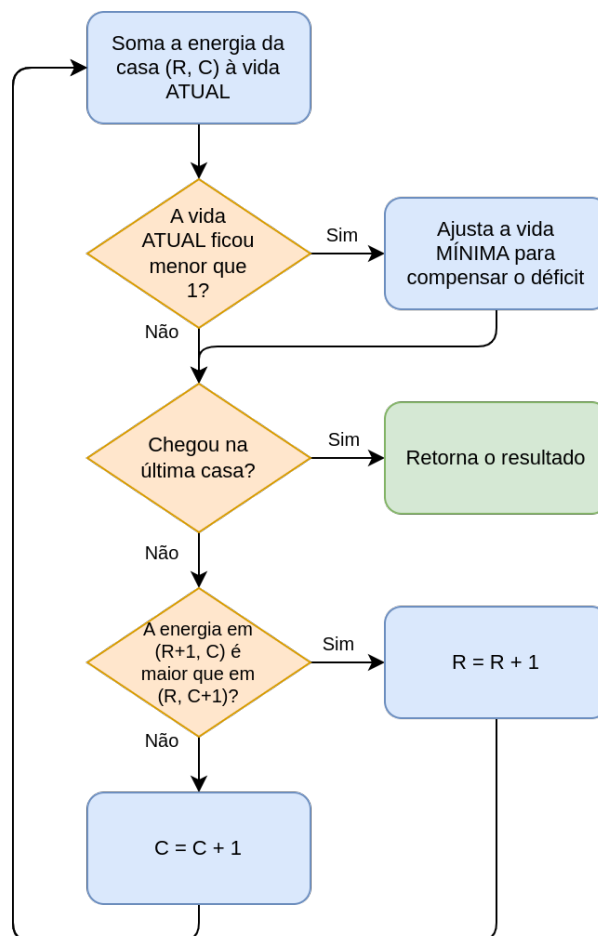 Soma a energia da
casa (R, C) à vida
ATUAL
A vida
ATUAL ficou
menor que
1?
Sim
Ajusta a vida
MÍNIMA para
compensar o déficit
Não
Chegou na
última casa?
Sim
Retorna o resultado
Não
A energia em
(R+1, C) é
maior que em
(R, C+1)?
Sim
R = R + 1
Não
C = C + 1